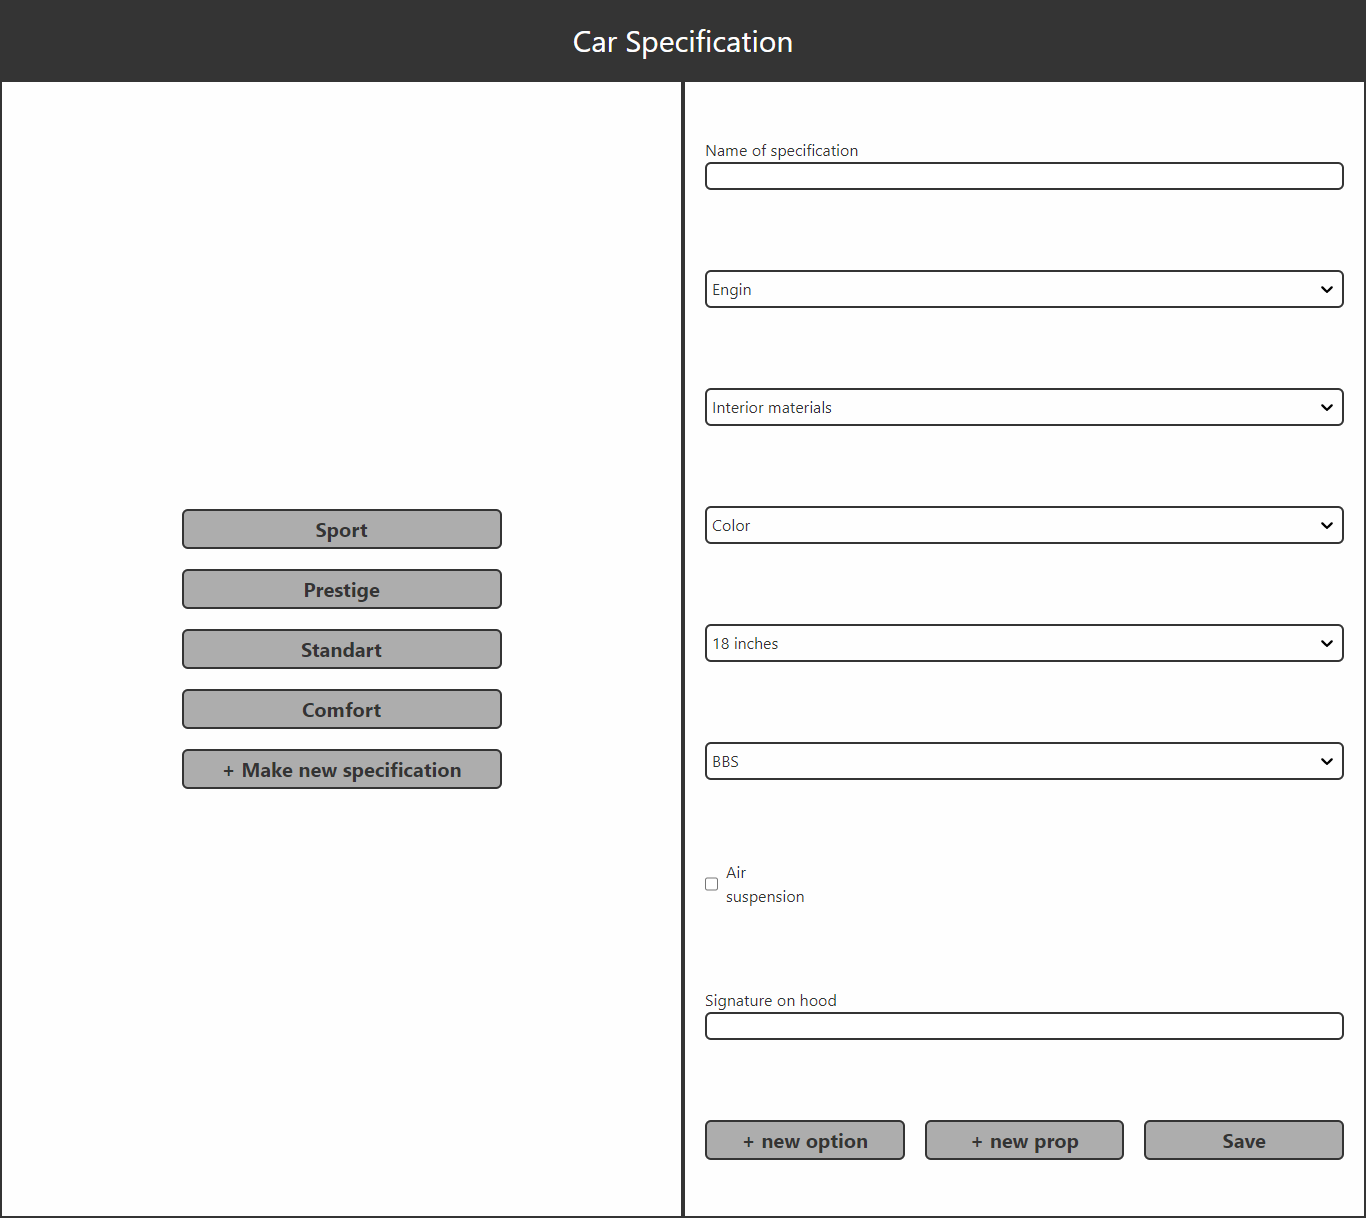 Car Specification
Sport
Prestige
Standart
Comfort
+ Make new specification
Name of specification
Engin
Interior materials
Color
18 inches
BBS
Air
suspension
Signature on hood
+ new option
+ new prop
Save